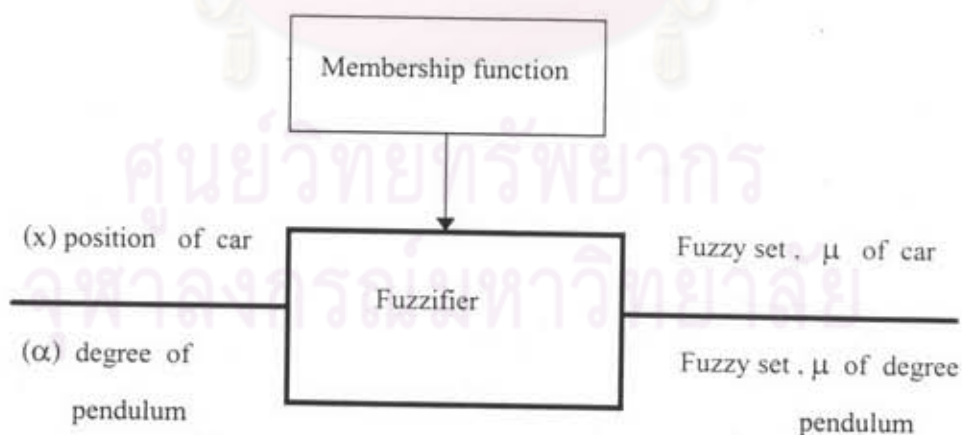 Membership function
ศูนย์วิทยทรัพยากร
(x) position of car
Fuzzy set , μ of car
Fuzzifier
จุฬาลงกรณ์มหาวิทยาลัย
(α) degree of
pendulum
Fuzzy set , μ of degree
pendulum